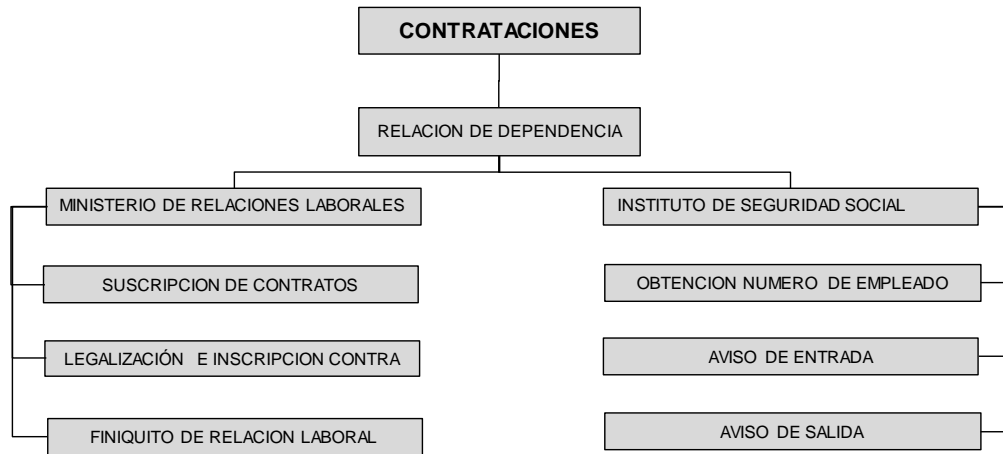 CONTRATACIONES
RELACION DE DEPENDENCIA
MINISTERIO DE RELACIONES LABORALES
INSTITUTO DE SEGURIDAD SOCIAL
SUSCRIPCION DE CONTRATOS
OBTENCION NUMERO DE EMPLEADO
LEGALIZACIÓN E INSCRIPCION CONTRA
AVISO DE ENTRADA
FINIQUITO DE RELACION LABORAL
AVISO DE SALIDA